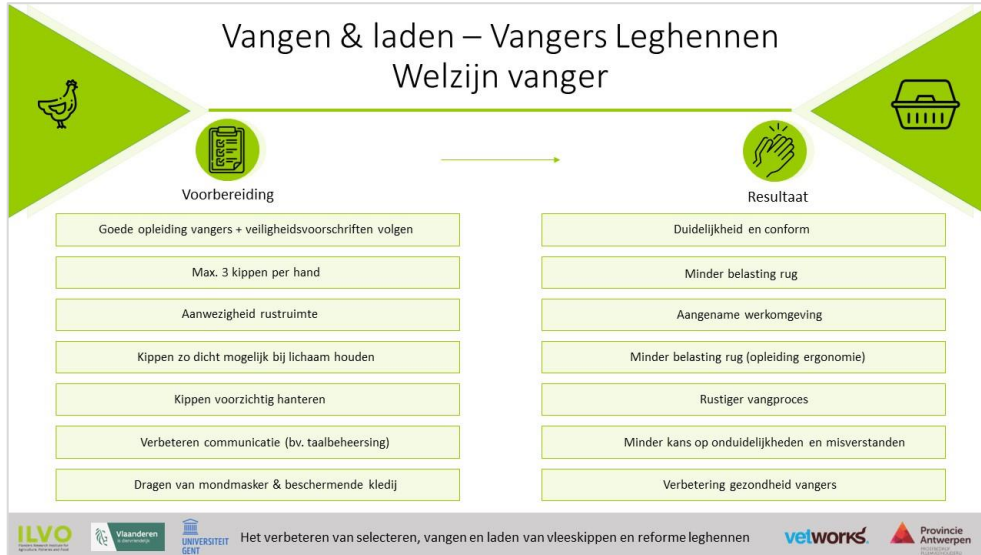 Vangen & laden – Vangers Leghennen
Welzijn vanger
Voorbereiding
Resultaat
Goede opleiding vangers + veiligheidsvoorschriften volgen
Duidelijkheid en conform
Max. 3 kippen per hand
Minder belasting rug
Aanwezigheid rustruimte
Aangename werkomgeving
Kippen zo dicht mogelijk bij lichaam houden
Minder belasting rug (opleiding ergonomie)
Kippen voorzichtig hanteren
Rustiger vangproces
Verbeteren communicatie (bv. taalbeheersing)
Minder kans op onduidelijkheden en misverstanden
Dragen van mondmasker & beschermende kledij
Verbetering gezondheid vangers
ILVO
Vlaanderen
UNIVERSITEIT
GENT
Het verbeteren van selecteren, vangen en laden van vleeskippen en reforme leghennen
vetworks.
Provincie
Antwerpen